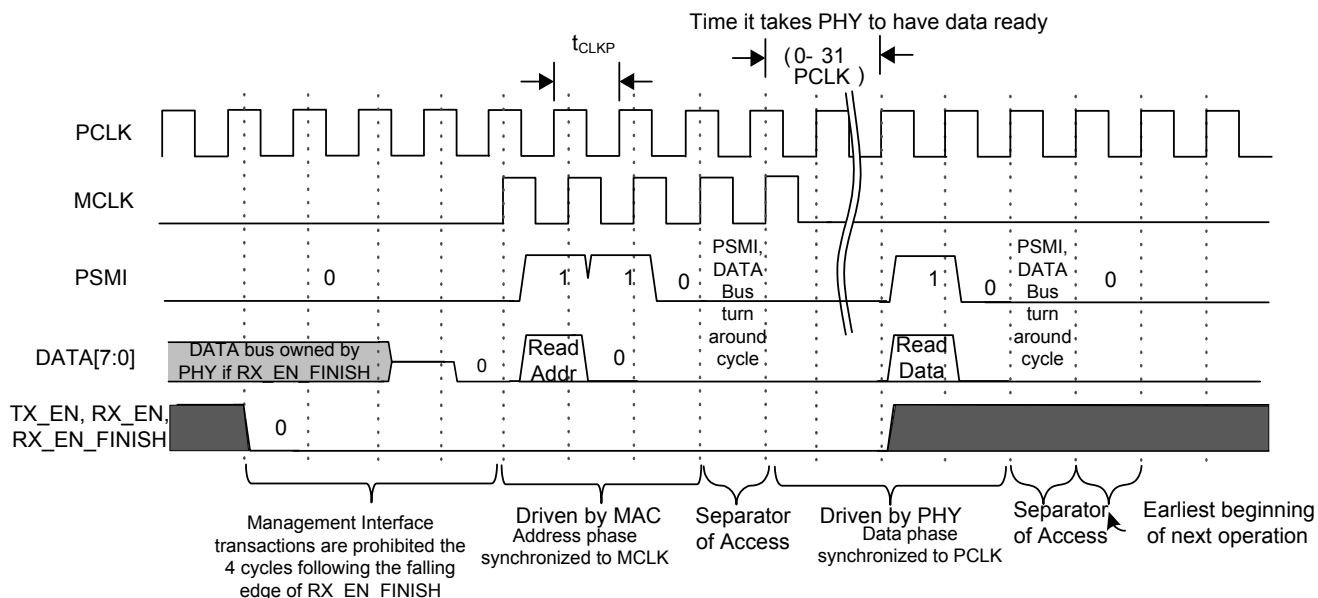 Time it takes PHY to have data ready
tCLKP
(0- 31
PCLK )
PCLK
MCLK
PSMI
0
1
1
0
PSMI,
DATA
Bus
turn
around
cycle
1
0
PSMI,
DATA
Bus
turn
around
cycle
0
DATA[7:0]
DATA bus owned by
PHY if RX_EN_FINISH
0
Read
Addr
0
Read
Data
TX_EN, RX_EN,
RX_EN_FINISH
0
Management Interface
transactions are prohibited the
4 cycles following the falling
edge of RX_EN_FINISH
Driven by MAC
Address phase
synchronized to MCLK
Separator
of Access
Driven by PHY
Data phase
synchronized to PCLK
Separator
of Access
Earliest beginning
of next operation